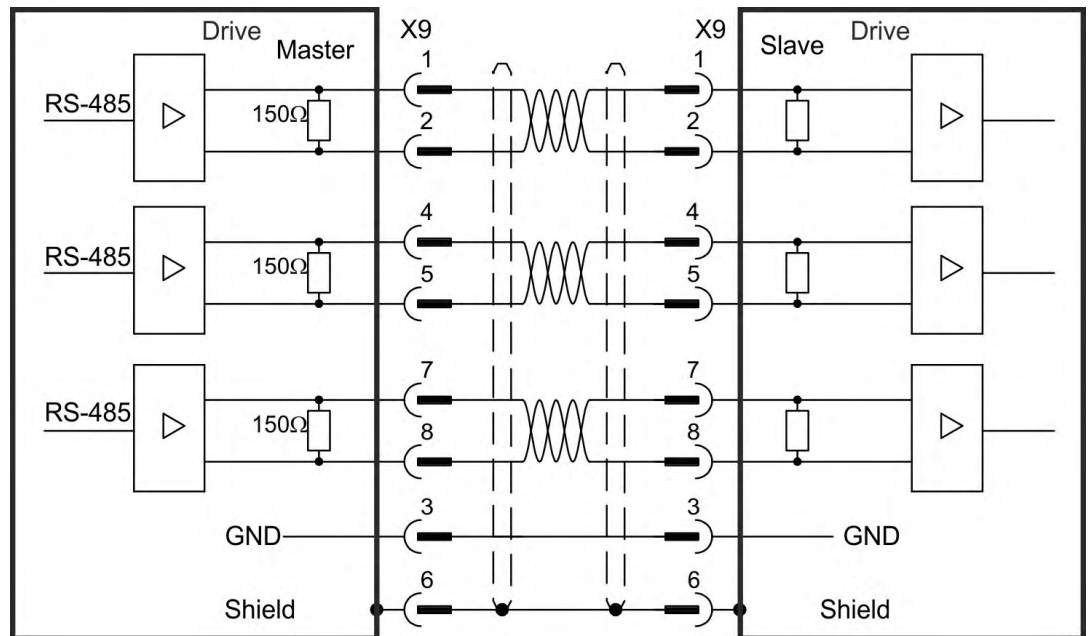 Drive X9 X9 Drive
Master Slave
1 1
RS-485 150Ω
2 2
4 4
RS-485 150Ω
5 5
7 7
RS-485 150Ω
8 8
3 3
GND GND
6 6
Shield Shield